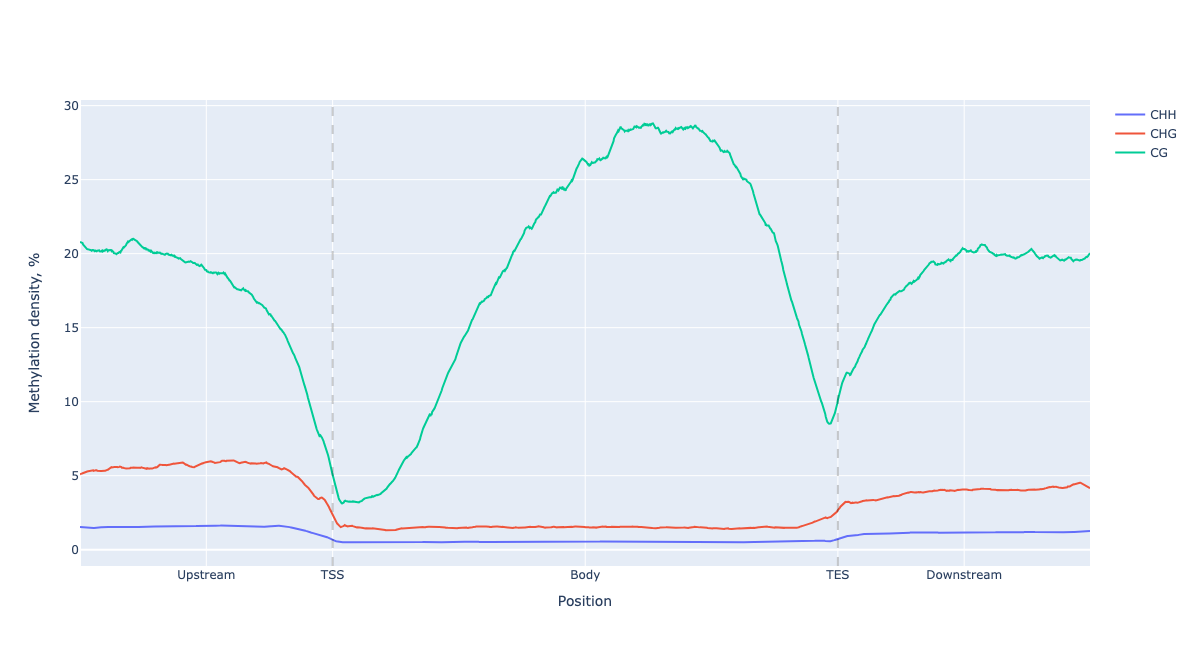 30
25
20
15
10
5
0
Methylation density, %
Upstream
TSS
Body
TES
Downstream
Position
CHH
CHG
CG